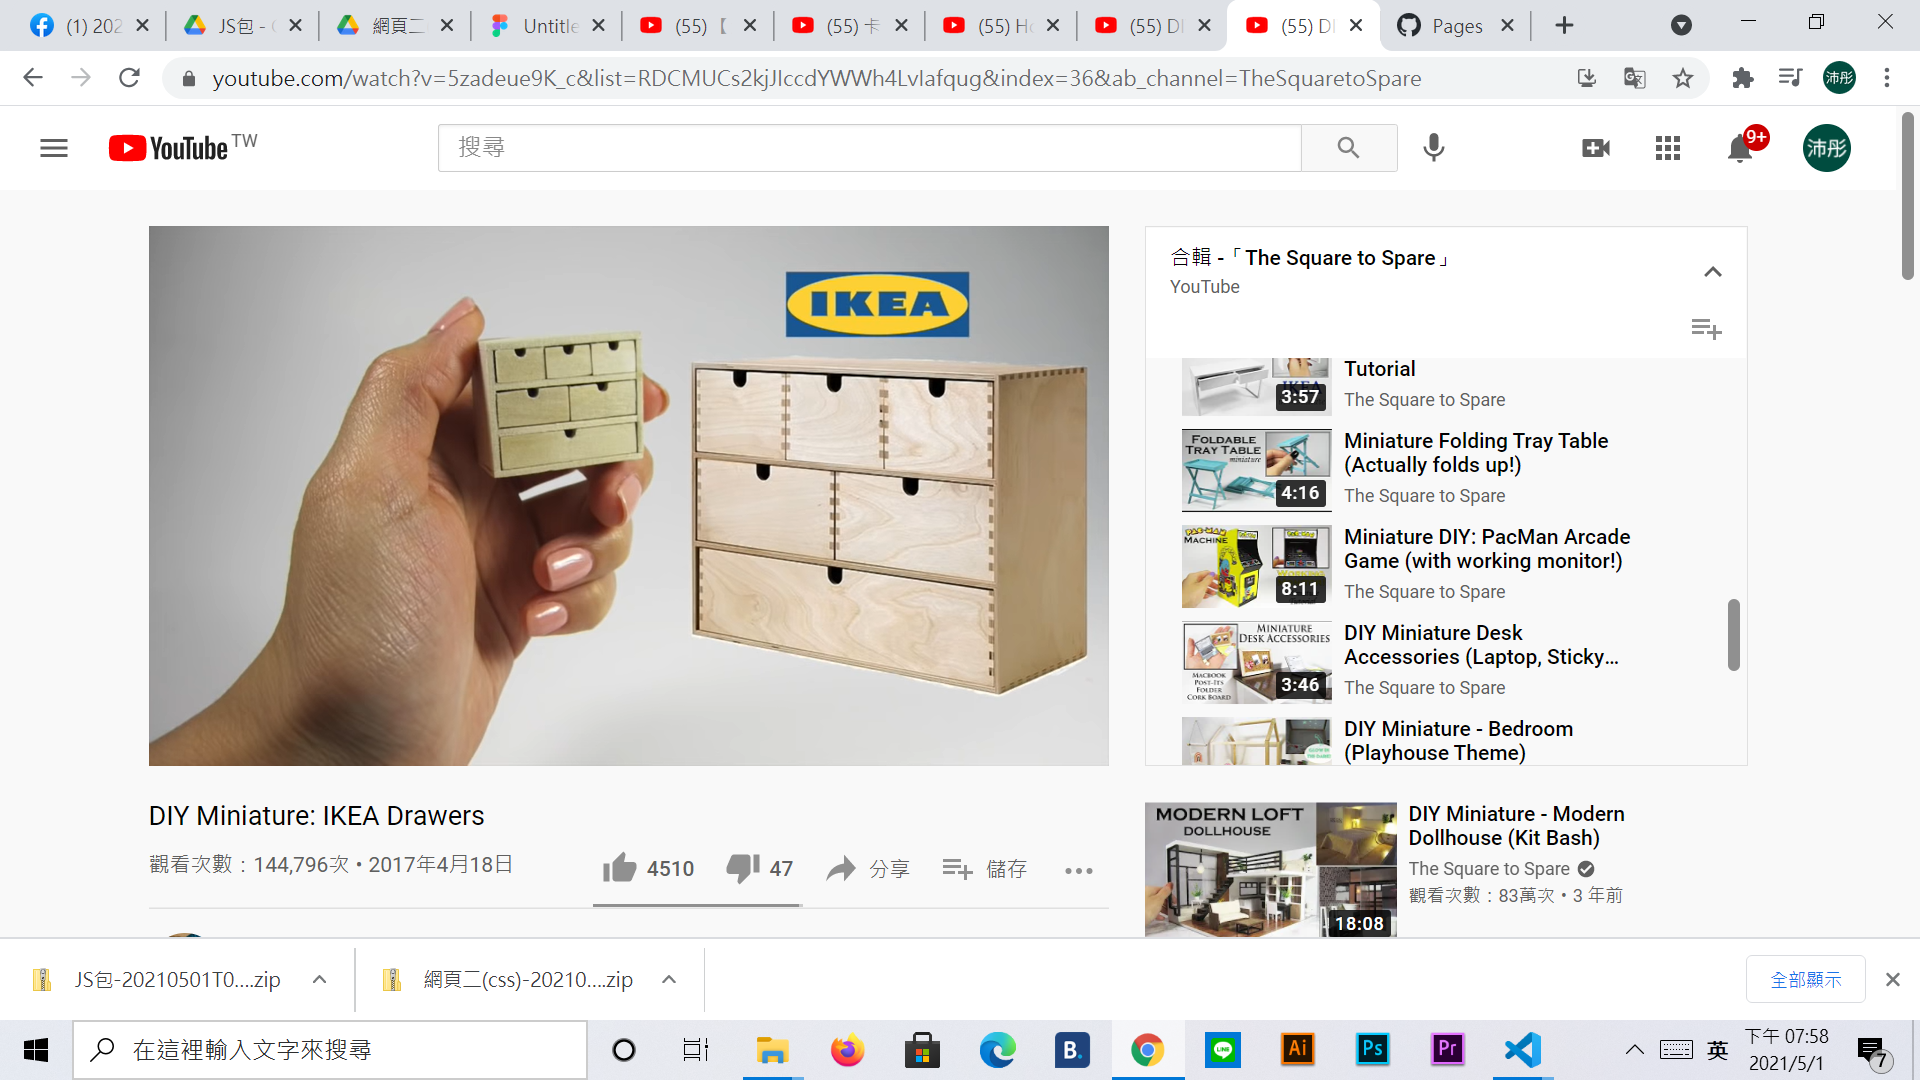 (1) 202
JS包 - (
網頁二
Untitle
(55) 【
(55) 卡
(55) Ho
(55) DI
(55) DI
Pages
youtube.com/watch?v=5zadeue9K_c&list=RDCMUCs2kjJIccdYWWh4LvIafqug&index=36&ab_channel=TheSquaretoSpare
沛彤
YouTube TW
搜尋
9+
沛彤
IKEA
合輯 -「The Square to Spare」
YouTube
Tutorial
The Square to Spare
IKEA
3:57
FOLDABLE
TRAY TABLE
miniature
4:16
Miniature Folding Tray Table
(Actually folds up!)
The Square to Spare
PAC-MAN
MACHINE
8:11
Miniature DIY: PacMan Arcade
Game (with working monitor!)
The Square to Spare
MINIATURE
DESK ACCESSORIES
MACBOOK
POST-ITS
FOLDER
CORK BOARD
3:46
DIY Miniature Desk
Accessories (Laptop, Sticky...
The Square to Spare
DIY Miniature - Bedroom
(Playhouse Theme)
DIY Miniature: IKEA Drawers
觀看次數：144,796次 • 2017年4月18日
4510
47
分享
儲存
MODERN LOFT
DOLLHOUSE
18:08
DIY Miniature - Modern
Dollhouse (Kit Bash)
The Square to Spare
觀看次數：83萬次 • 3 年前
JS包-20210501T0....zip
網頁二(css)-20210....zip
全部顯示
在這裡輸入文字來搜尋
B.
LINE
Ai
Ps
Pr
英
下午 07:58
2021/5/1
7